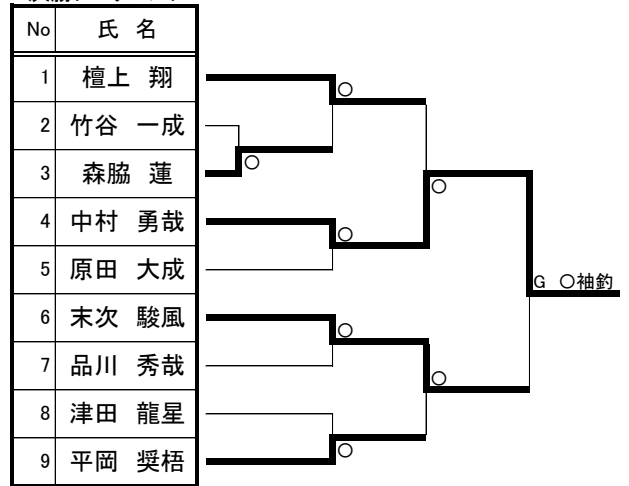 No 氏 名
1 檀上 翔
○
2 竹谷 一成
○
3 森脇 蓮
○
4 中村 勇哉
○
5 原田 大成
G ○袖釣
6 末次 駿風
○
7 品川 秀哉
○
8 津田 龍星
○
9 平岡 奨梧